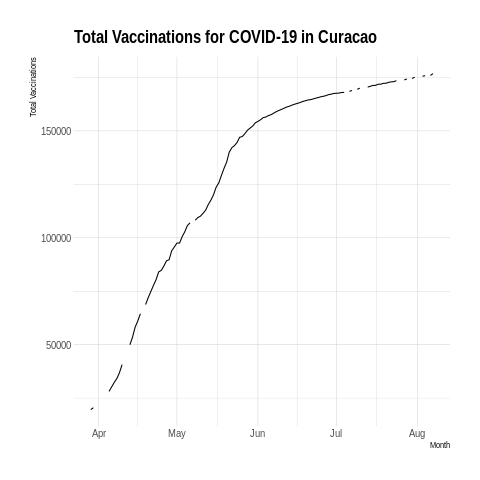 Total Vaccinations for COVID-19 in Curacao
Total Vaccinations
150000
100000
50000
Apr May Jun Jul Aug
Month